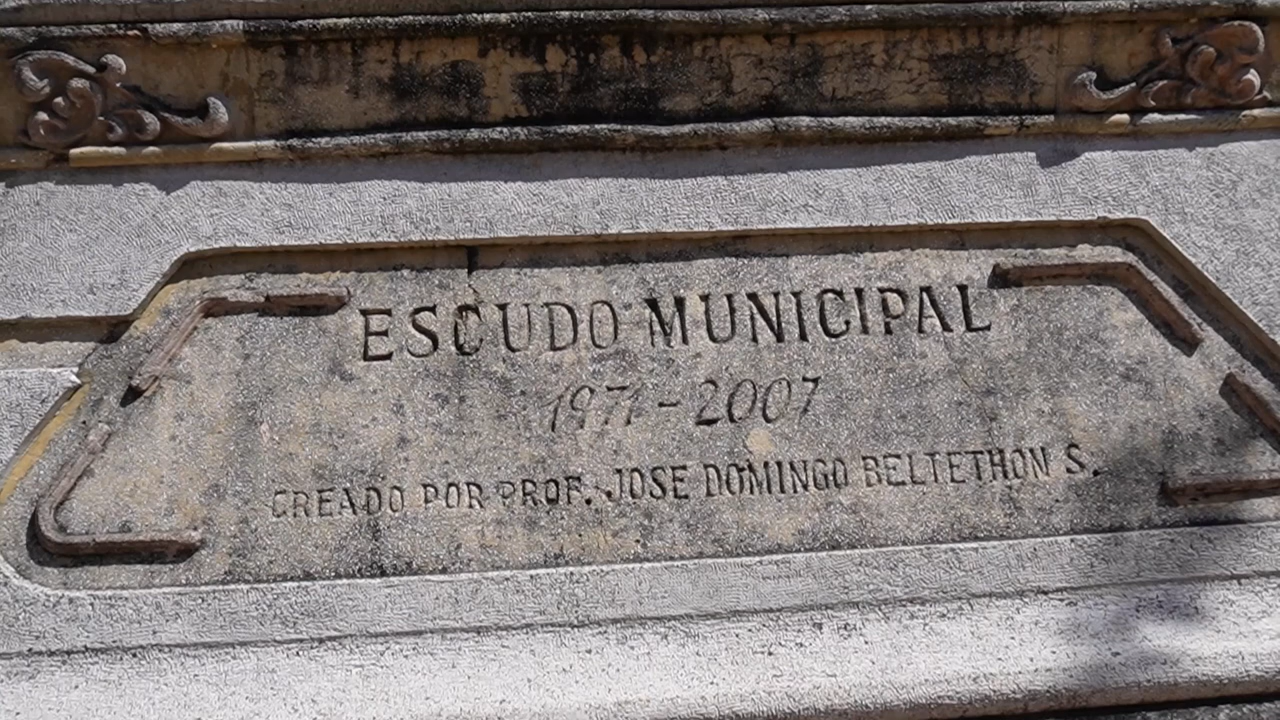 ESCUDO MUNICIPAL
1971-2007
CREADO POR PROF. JOSE DOMINGO BELTETHON S.